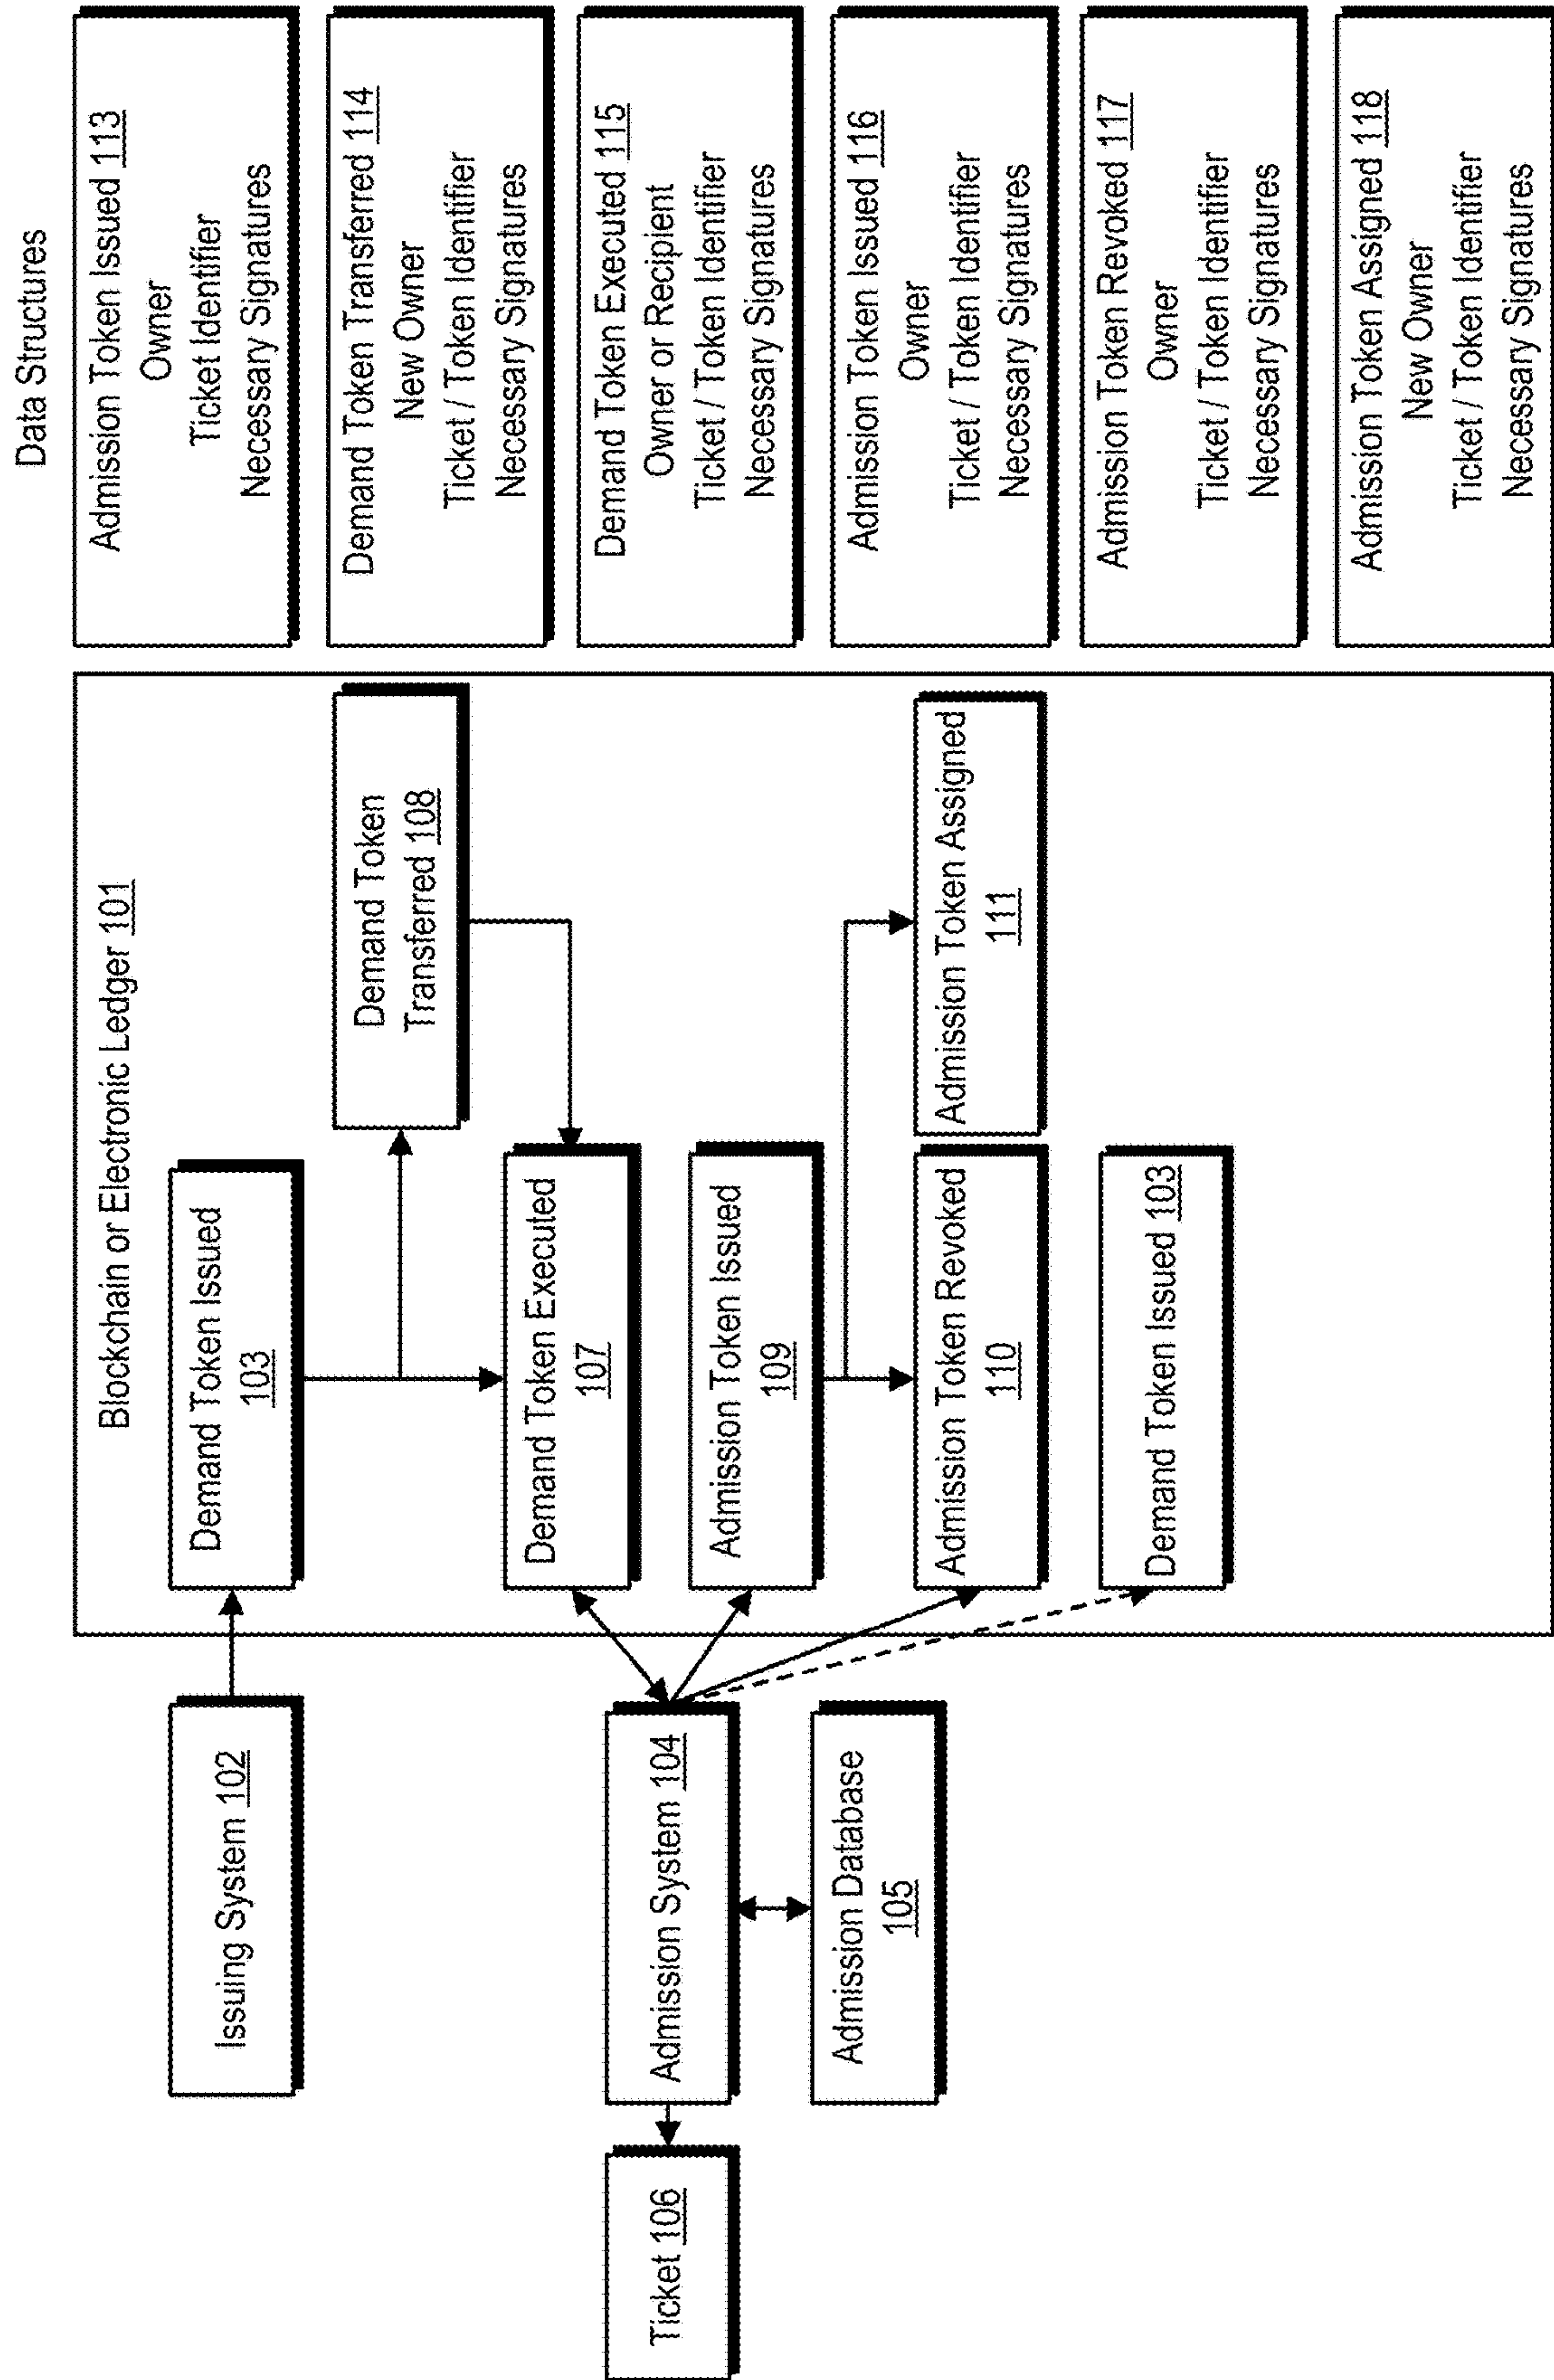 Data Structures
Blockchain or Electronic Ledger 101
Issuing System 102
Demand Token Issued
103
Demand Token
Transferred 108
Demand Token Executed
107
Ticket 106
Admission System 104
Admission Database
105
Admission Token Issued
109
Admission Token Revoked
110
Admission Token Assigned
111
Demand Token Issued 103
Admission Token Issued 113
Owner
Ticket Identifier
Necessary Signatures
Demand Token Transferred 114
New Owner
Ticket / Token Identifier
Necessary Signatures
Demand Token Executed 115
Owner or Recipient
Ticket / Token Identifier
Necessary Signatures
Admission Token Issued 116
Owner
Ticket / Token Identifier
Necessary Signatures
Admission Token Revoked 117
Owner
Ticket / Token Identifier
Necessary Signatures
Admission Token Assigned 118
New Owner
Ticket / Token Identifier
Necessary Signatures